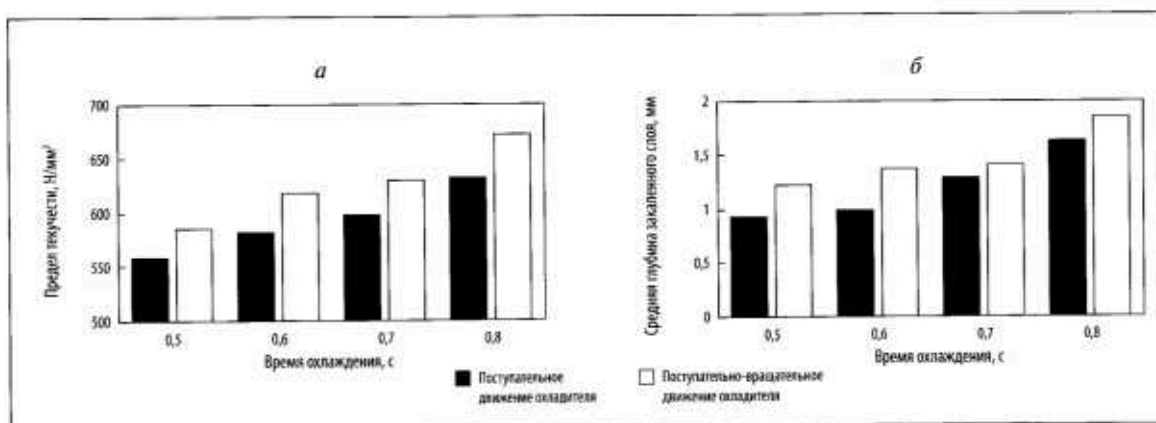 а
700
650
600
550
500
Предел текучести, Н/мм²
0,5 0,6 0,7 0,8
Время охлаждения, с
б
2
1,5
1
0,5
0
Средняя глубина закаленного слоя, мм
0,5 0,6 0,7 0,8
Время охлаждения, с
Поступательное
движение охладителя
Поступательно-вращательное
движение охладителя